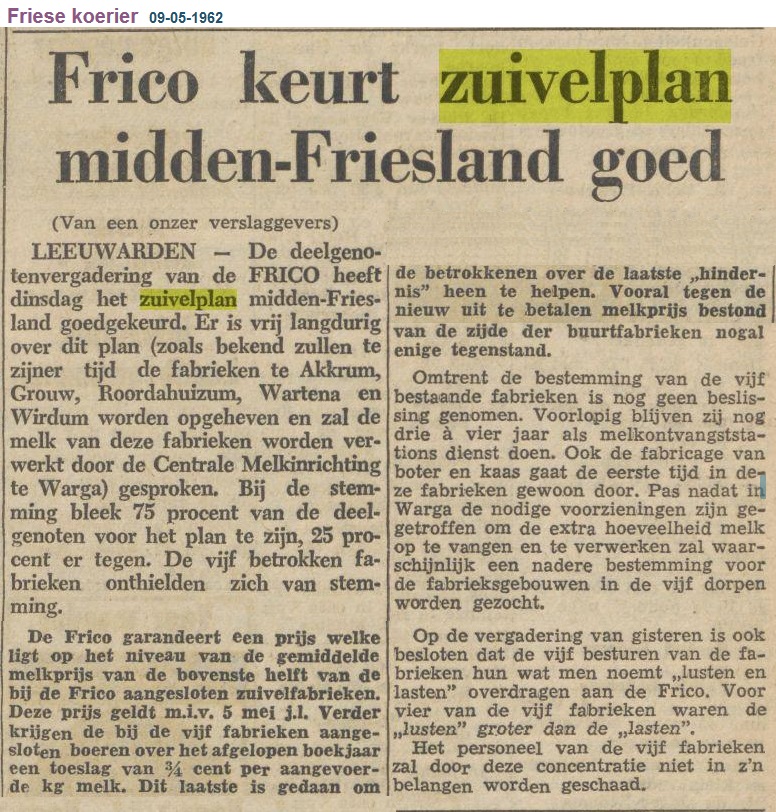 Friese koerier 09-05-1962
Frico keurt zuivelplan
midden-Friesland goed
(Van een onzer verslaggevers)
LEEUWARDEN — De deelgeno-
tenvergadering van de FRICO heeft
dinsdag het zuivelplan midden-Fries-
land goedgekeurd. Er is vrij langdurig
over dit plan (zoals bekend zullen te
zijner tijd de fabrieken te Akkrum,
Grouw, Roordahuizum, Wartena en
Wirdum worden opgeheven en zal de
melk van deze fabrieken worden ver-
werkt door de Centrale Melkinrichting
te Warga) gesproken. Bij de stem-
ming bleek 75 procent van de deel-
genoten voor het plan te zijn, 25 pro-
cent er tegen. De vijf betrokken fa-
brieken onthielden zich van stem-
ming.
De Frico garandeert een prijs welke
ligt op het niveau van de gemiddelde
melkprijs van de bovenste helft van de
bij de Frico aangesloten zuivelfabrieken.
Deze prijs geldt m.i.v. 5 mei j.l. Verder
krijgen de bij de vijf fabrieken aange-
sloten boeren over het afgelopen boekjaar
een toeslag van ¾ cent per aangevoer-
de kg melk. Dit laatste is gedaan om
de betrokkenen over de laatste „hinder-
nis” heen te helpen. Vooral tegen de
nieuw uit te betalen melkprijs bestond
van de zijde der buurtfabrieken nogal
enige tegenstand.
Omtrent de bestemming van de vijf
bestaande fabrieken is nog geen beslis-
sing genomen. Voorlopig blijven zij nog
drie à vier jaar als melkontvangststa-
tions dienst doen. Ook de fabricage van
boter en kaas gaat de eerste tijd in de-
ze fabrieken gewoon door. Pas nadat in
Warga de nodige voorzieningen zijn ge-
getroffen om de extra hoeveelheid melk
op te vangen en te verwerken zal waar-
schijnlijk een nadere bestemming voor
de fabrieksgebouwen in de vijf dorpen
worden gezocht.
Op de vergadering van gisteren is ook
besloten dat de vijf besturen van de fa-
brieken hun wat men noemt „lusten en
lasten” overdragen aan de Frico. Voor
vier van de vijf fabrieken waren de
„lusten” groter dan de „lasten”.
Het personeel van de vijf fabrieken
zal door deze concentratie niet in z'n
belangen worden geschaad.